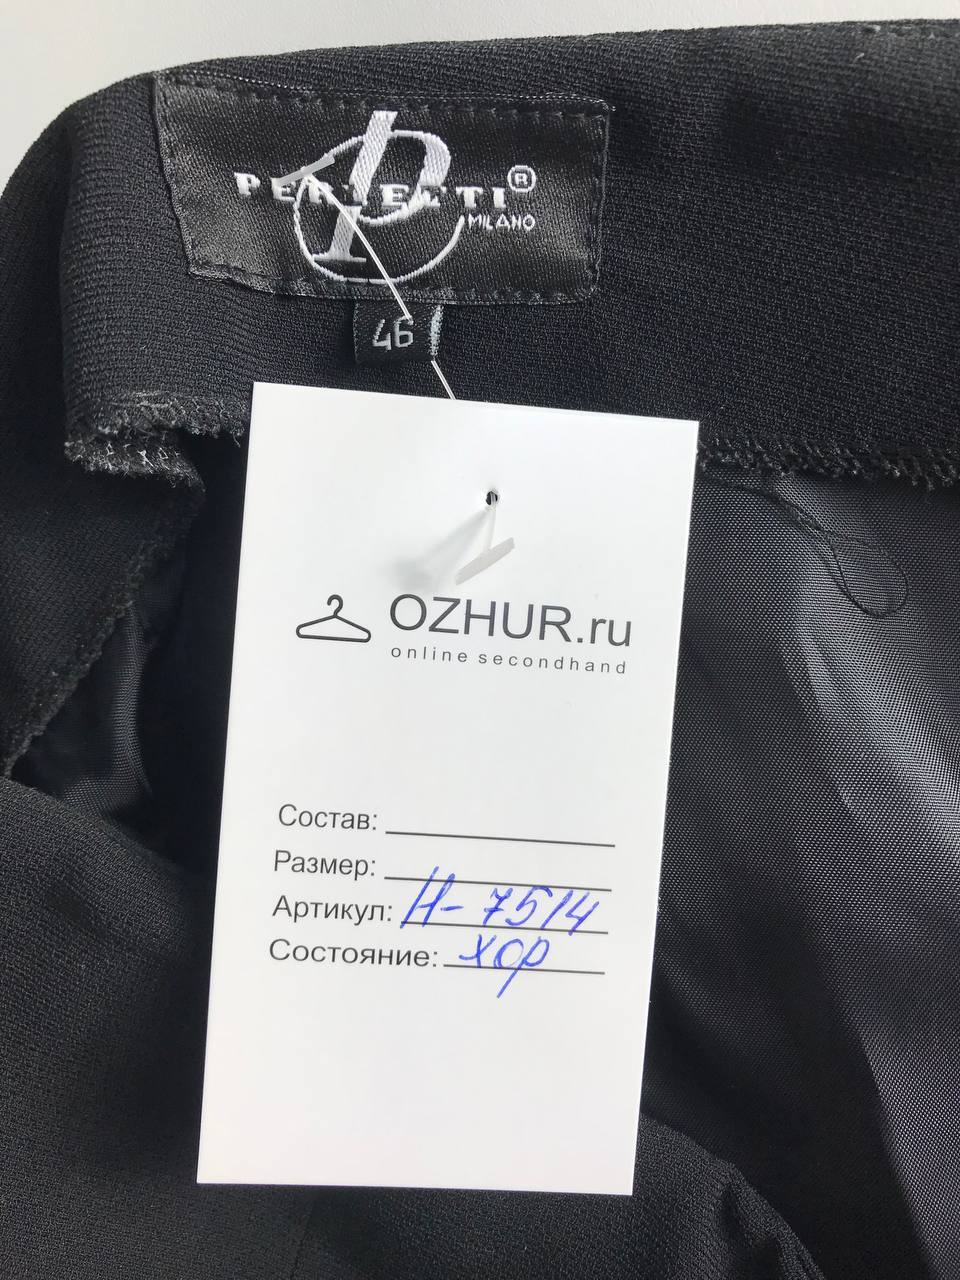 PERFETTI ®
MILANO
46
OZHUR.ru
online secondhand
Состав:
Размер:
Артикул: Н-7514
Состояние: хор